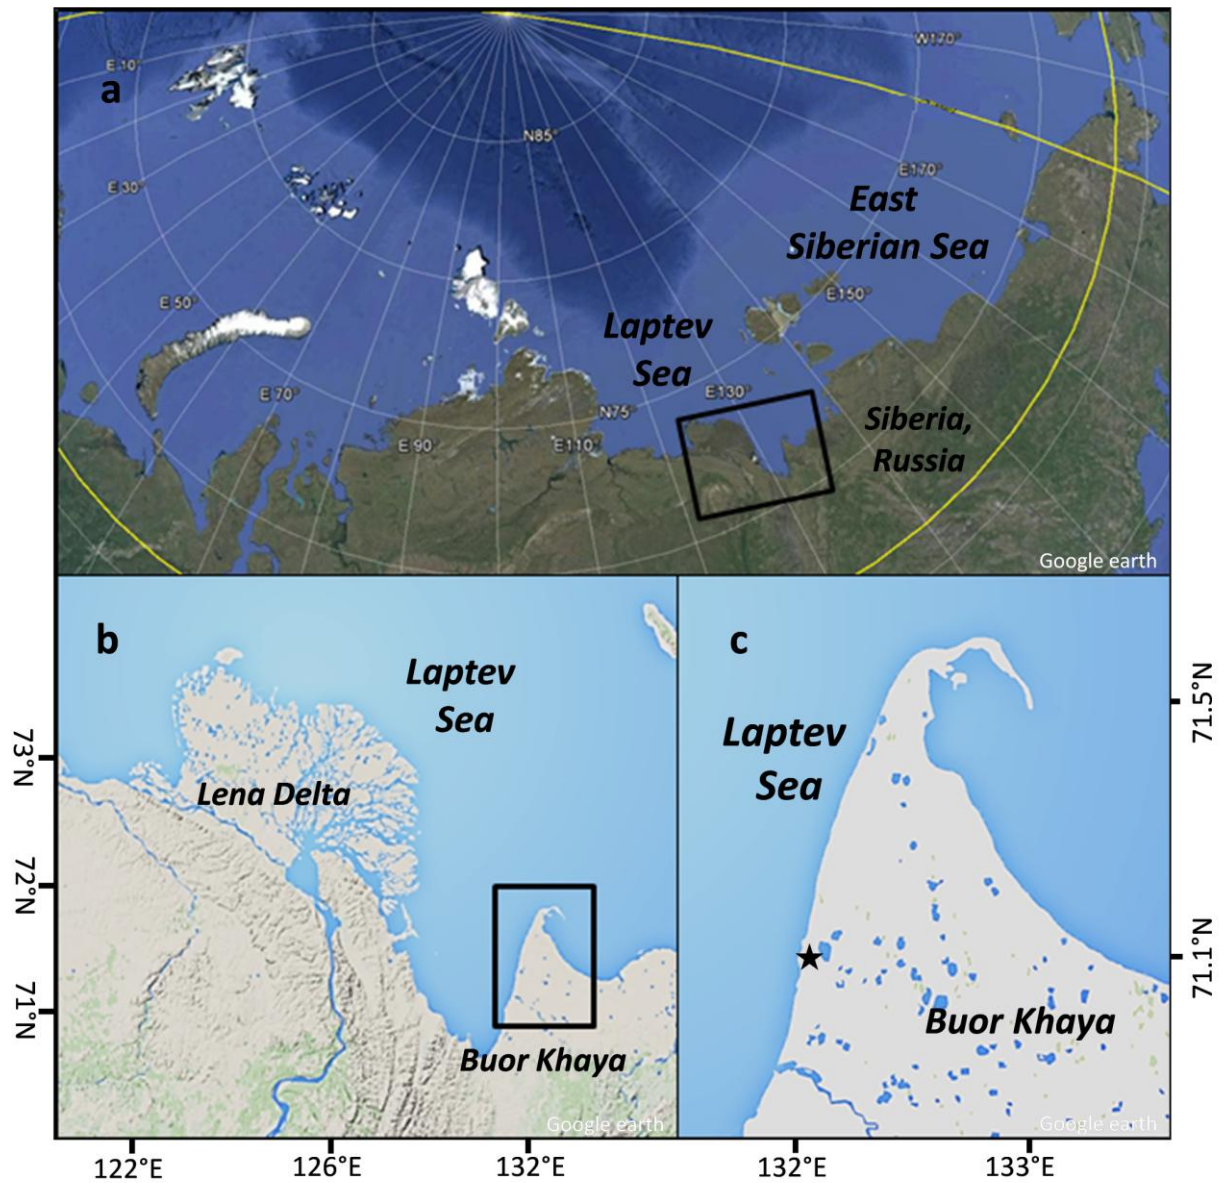 a
E 10°
W170°
N85°
E170°
E 30°
East
Siberian Sea
E150°
E 50°
Laptev
Sea
E130°
E 70°
N75°
Siberia,
Russia
E 90°
E110°
Google earth
b
Laptev
Sea
Lena Delta
Buor Khaya
Google earth
73°N
72°N
71°N
122°E
126°E
132°E
c
Laptev
Sea
Buor Khaya
Google earth
71.5°N
71.1°N
132°E
133°E